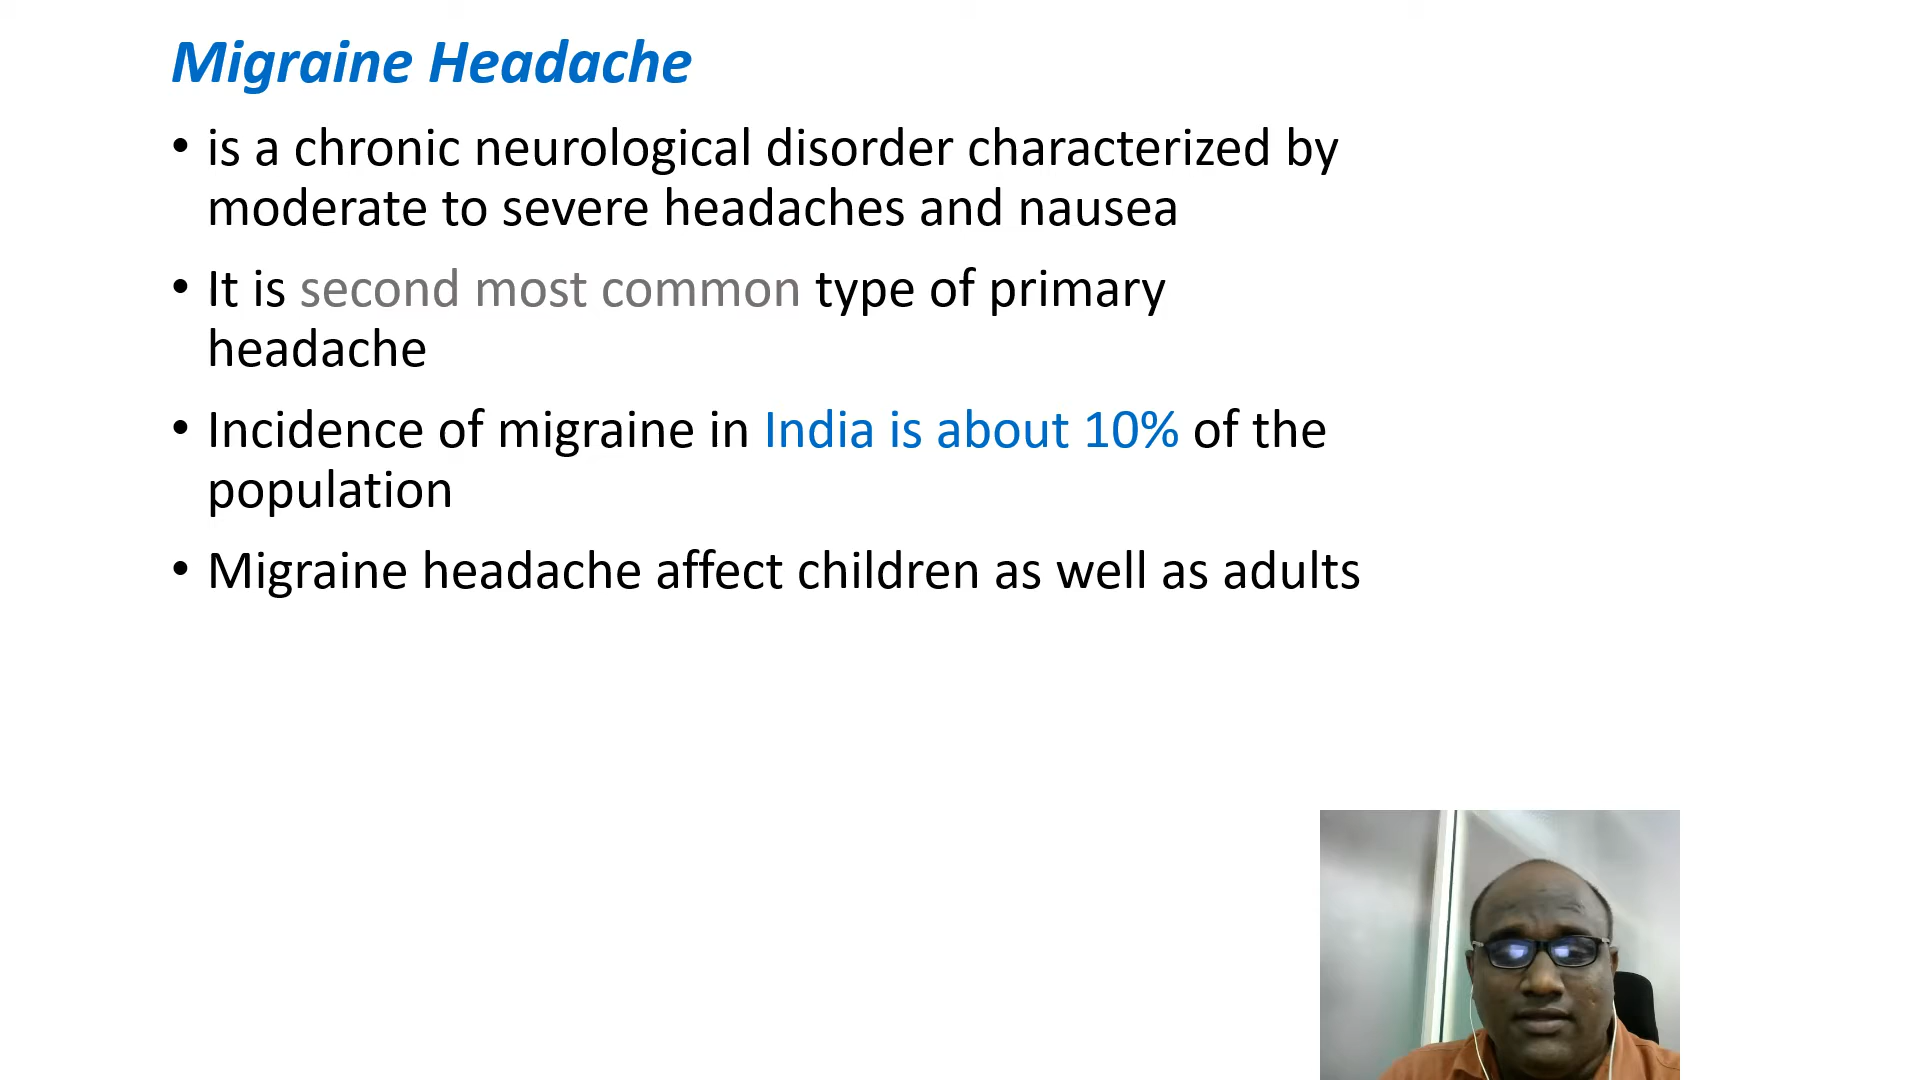 Migraine Headache
• is a chronic neurological disorder characterized by
moderate to severe headaches and nausea
• It is second most common type of primary
headache
• Incidence of migraine in India is about 10% of the
population
• Migraine headache affect children as well as adults